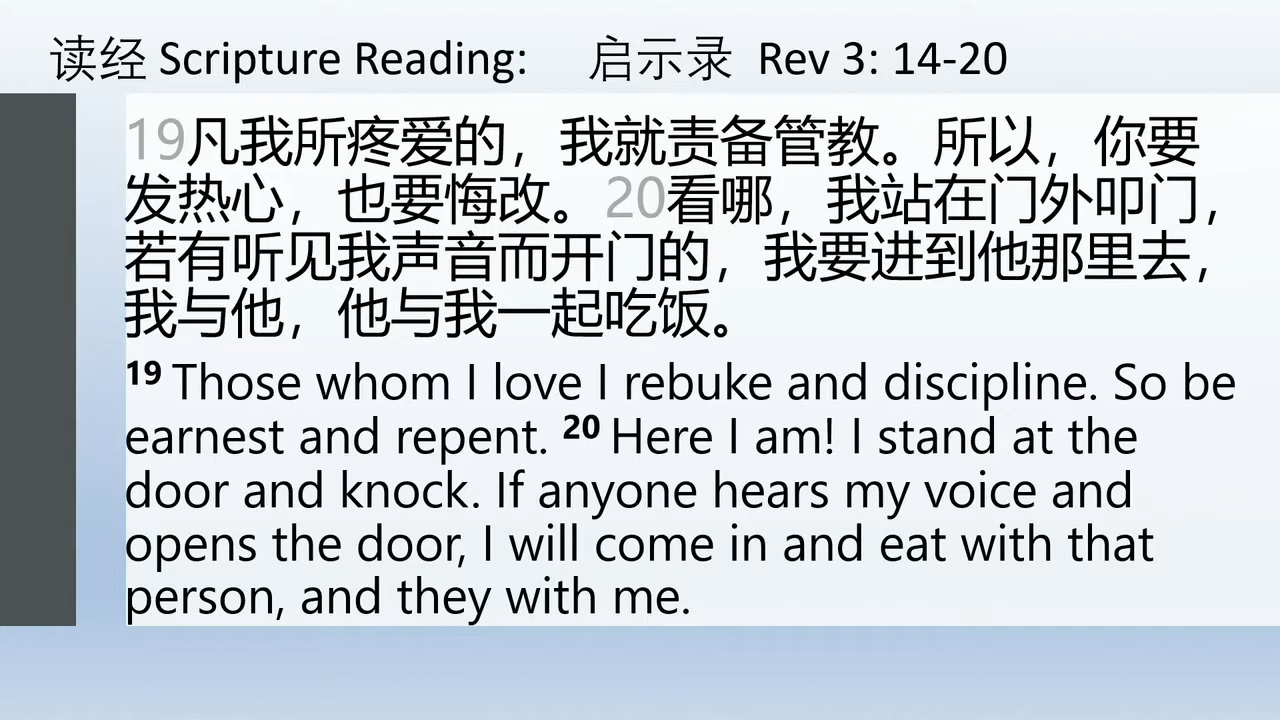 读经 Scripture Reading: 启示录 Rev 3: 14-20
19凡我所疼爱的，我就责备管教。所以，你要
发热心，也要悔改。20看哪，我站在门外叩门，
若有听见我声音而开门的，我要进到他那里去，
我与他，他与我一起吃饭。
19 Those whom I love I rebuke and discipline. So be
earnest and repent. 20 Here I am! I stand at the
door and knock. If anyone hears my voice and
opens the door, I will come in and eat with that
person, and they with me.